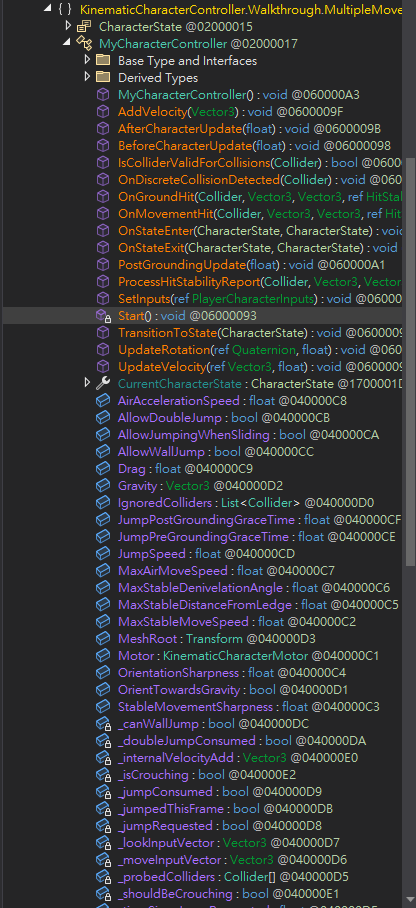 { } KinematicCharacterController.Walkthrough.MultipleMove
CharacterState @02000015
MyCharacterController @02000017
Base Type and Interfaces
Derived Types
MyCharacterController() : void @060000A3
AddVelocity(Vector3) : void @0600009F
AfterCharacterUpdate(float) : void @0600009B
BeforeCharacterUpdate(float) : void @06000098
IsColliderValidForCollisions(Collider) : bool @0600
OnDiscreteCollisionDetected(Collider) : void @060
OnGroundHit(Collider, Vector3, Vector3, ref HitStab
OnMovementHit(Collider, Vector3, Vector3, ref Hit
OnStateEnter(CharacterState, CharacterState) : void
OnStateExit(CharacterState, CharacterState) : void
PostGroundingUpdate(float) : void @060000A1
ProcessHitStabilityReport(Collider, Vector3, Vector
SetInputs(ref PlayerCharacterInputs) : void @06000
Start() : void @06000093
TransitionToState(CharacterState) : void @0600009
UpdateRotation(ref Quaternion, float) : void @0600
UpdateVelocity(ref Vector3, float) : void @0600009
CurrentCharacterState : CharacterState @1700001D
AirAccelerationSpeed : float @040000C8
AllowDoubleJump : bool @040000CB
AllowJumpingWhenSliding : bool @040000CA
AllowWallJump : bool @040000CC
Drag : float @040000C9
Gravity : Vector3 @040000D2
IgnoredColliders : List<Collider> @040000D0
JumpPostGroundingGraceTime : float @040000CF
JumpPreGroundingGraceTime : float @040000CE
JumpSpeed : float @040000CD
MaxAirMoveSpeed : float @040000C7
MaxStableDenivelationAngle : float @040000C6
MaxStableDistanceFromLedge : float @040000C5
MaxStableMoveSpeed : float @040000C2
MeshRoot : Transform @040000D3
Motor : KinematicCharacterMotor @040000C1
OrientationSharpness : float @040000C4
OrientTowardsGravity : bool @040000D1
StableMovementSharpness : float @040000C3
_canWallJump : bool @040000DC
_doubleJumpConsumed : bool @040000DA
_internalVelocityAdd : Vector3 @040000E0
_isCrouching : bool @040000E2
_jumpConsumed : bool @040000D9
_jumpedThisFrame : bool @040000DB
_jumpRequested : bool @040000D8
_lookInputVector : Vector3 @040000D7
_moveInputVector : Vector3 @040000D6
_probedColliders : Collider[] @040000D5
_shouldBeCrouching : bool @040000E1